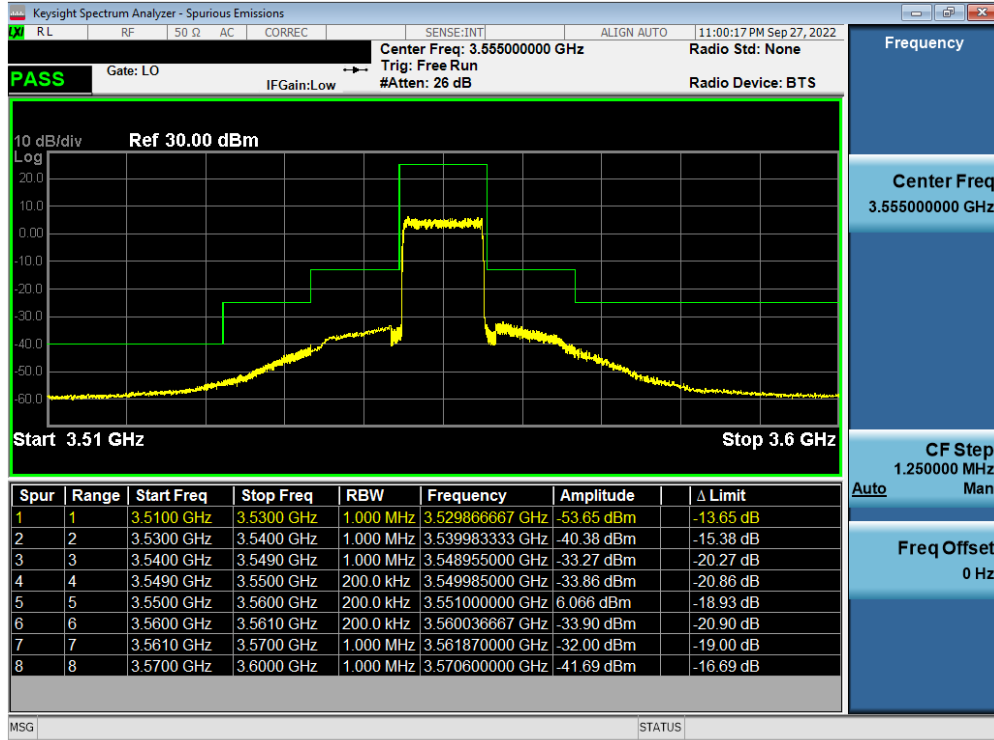 Keysight Spectrum Analyzer - Spurious Emissions
LXI RL RF 50 Ω AC CORREC SENSE:INT ALIGN AUTO 11:00:17 PM Sep 27, 2022
Center Freq: 3.555000000 GHz Radio Std: None
Gate: LO Trig: Free Run
PASS IFGain:Low #Atten: 26 dB Radio Device: BTS
10 dB/div Ref 30.00 dBm
Log
20.0
10.0
0.00
-10.0
-20.0
-30.0
-40.0
-50.0
-60.0
Start 3.51 GHz Stop 3.6 GHz
Spur Range Start Freq Stop Freq RBW Frequency Amplitude Δ Limit
1 1 3.5100 GHz 3.5300 GHz 1.000 MHz 3.529866667 GHz -53.65 dBm -13.65 dB
2 2 3.5300 GHz 3.5400 GHz 1.000 MHz 3.539983333 GHz -40.38 dBm -15.38 dB
3 3 3.5400 GHz 3.5490 GHz 1.000 MHz 3.548955000 GHz -33.27 dBm -20.27 dB
4 4 3.5490 GHz 3.5500 GHz 200.0 kHz 3.549985000 GHz -33.86 dBm -20.86 dB
5 5 3.5500 GHz 3.5600 GHz 200.0 kHz 3.551000000 GHz 6.066 dBm -18.93 dB
6 6 3.5600 GHz 3.5610 GHz 200.0 kHz 3.560036667 GHz -33.90 dBm -20.90 dB
7 7 3.5610 GHz 3.5700 GHz 1.000 MHz 3.561870000 GHz -32.00 dBm -19.00 dB
8 8 3.5700 GHz 3.6000 GHz 1.000 MHz 3.570600000 GHz -41.69 dBm -16.69 dB
MSG STATUS
Frequency
Center Freq
3.555000000 GHz
CF Step
1.250000 MHz
Auto Man
Freq Offset
0 Hz